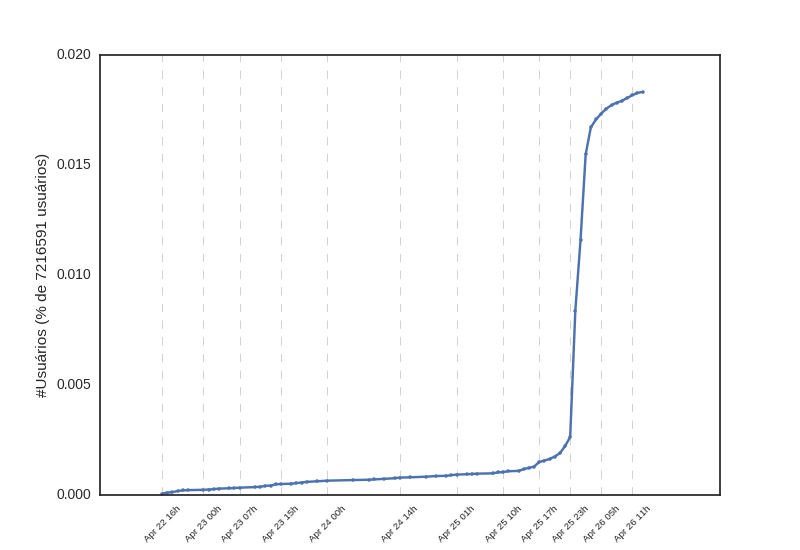 0.020
0.015
0.010
0.005
0.000
#Usuários (% de 7216591 usuários)
Apr 22 16h
Apr 23 00h
Apr 23 07h
Apr 23 15h
Apr 24 00h
Apr 24 14h
Apr 25 01h
Apr 25 10h
Apr 25 17h
Apr 25 23h
Apr 26 05h
Apr 26 11h